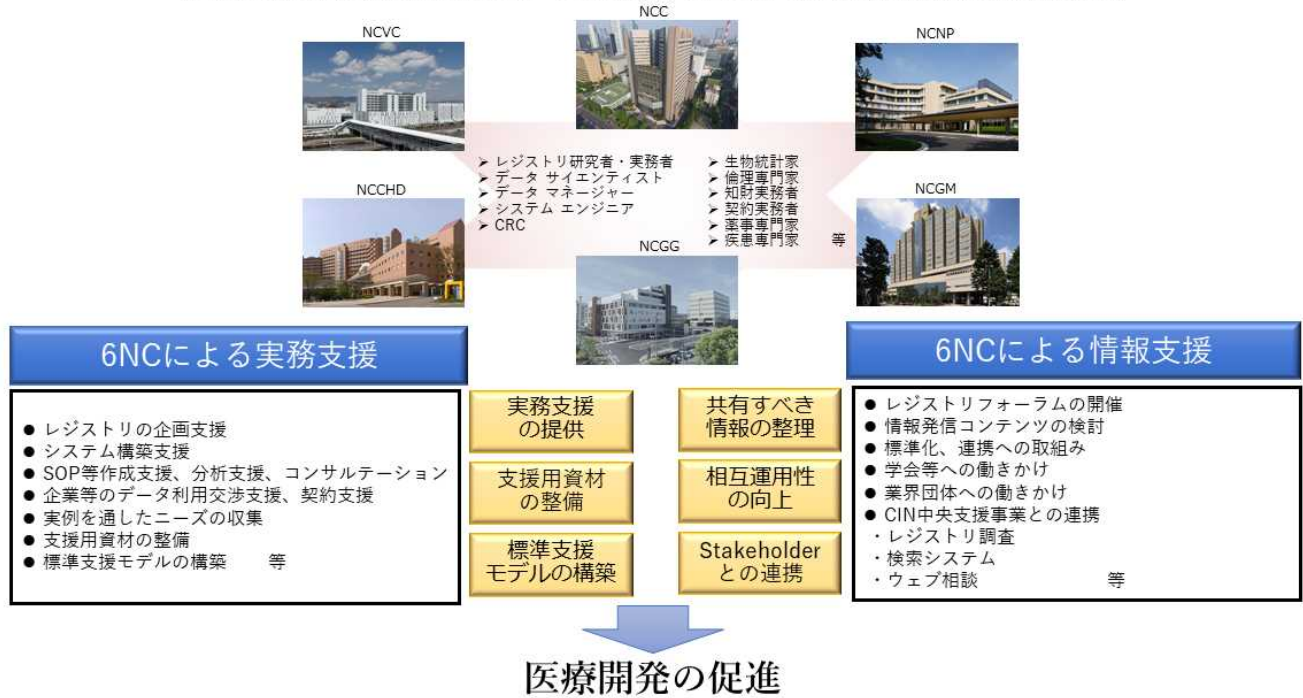 NCC
NCVC
NCNP
➢ レジストリ研究者・実務者
➢ データ サイエンティスト
➢ データ マネージャー
➢ システム エンジニア
➢ CRC
➢ 生物統計家
➢ 倫理専門家
➢ 知財実務者
➢ 契約実務者
➢ 薬事専門家
➢ 疾患専門家 等
NCCHD
NCGM
NCGG
6NCによる実務支援
● レジストリの企画支援
● システム構築支援
● SOP等作成支援、分析支援、コンサルテーション
● 企業等のデータ利用交渉支援、契約支援
● 実例を通したニーズの収集
● 支援用資材の整備
● 標準支援モデルの構築 等
実務支援
の提供
支援用資材
の整備
標準支援
モデルの構築
共有すべき
情報の整理
相互運用性
の向上
Stakeholder
との連携
6NCによる情報支援
● レジストリフォーラムの開催
● 情報発信コンテンツの検討
● 標準化、連携への取組み
● 学会等への働きかけ
● 業界団体への働きかけ
● CIN中央支援事業との連携
・レジストリ調査
・検索システム
・ウェブ相談 等
医療開発の促進